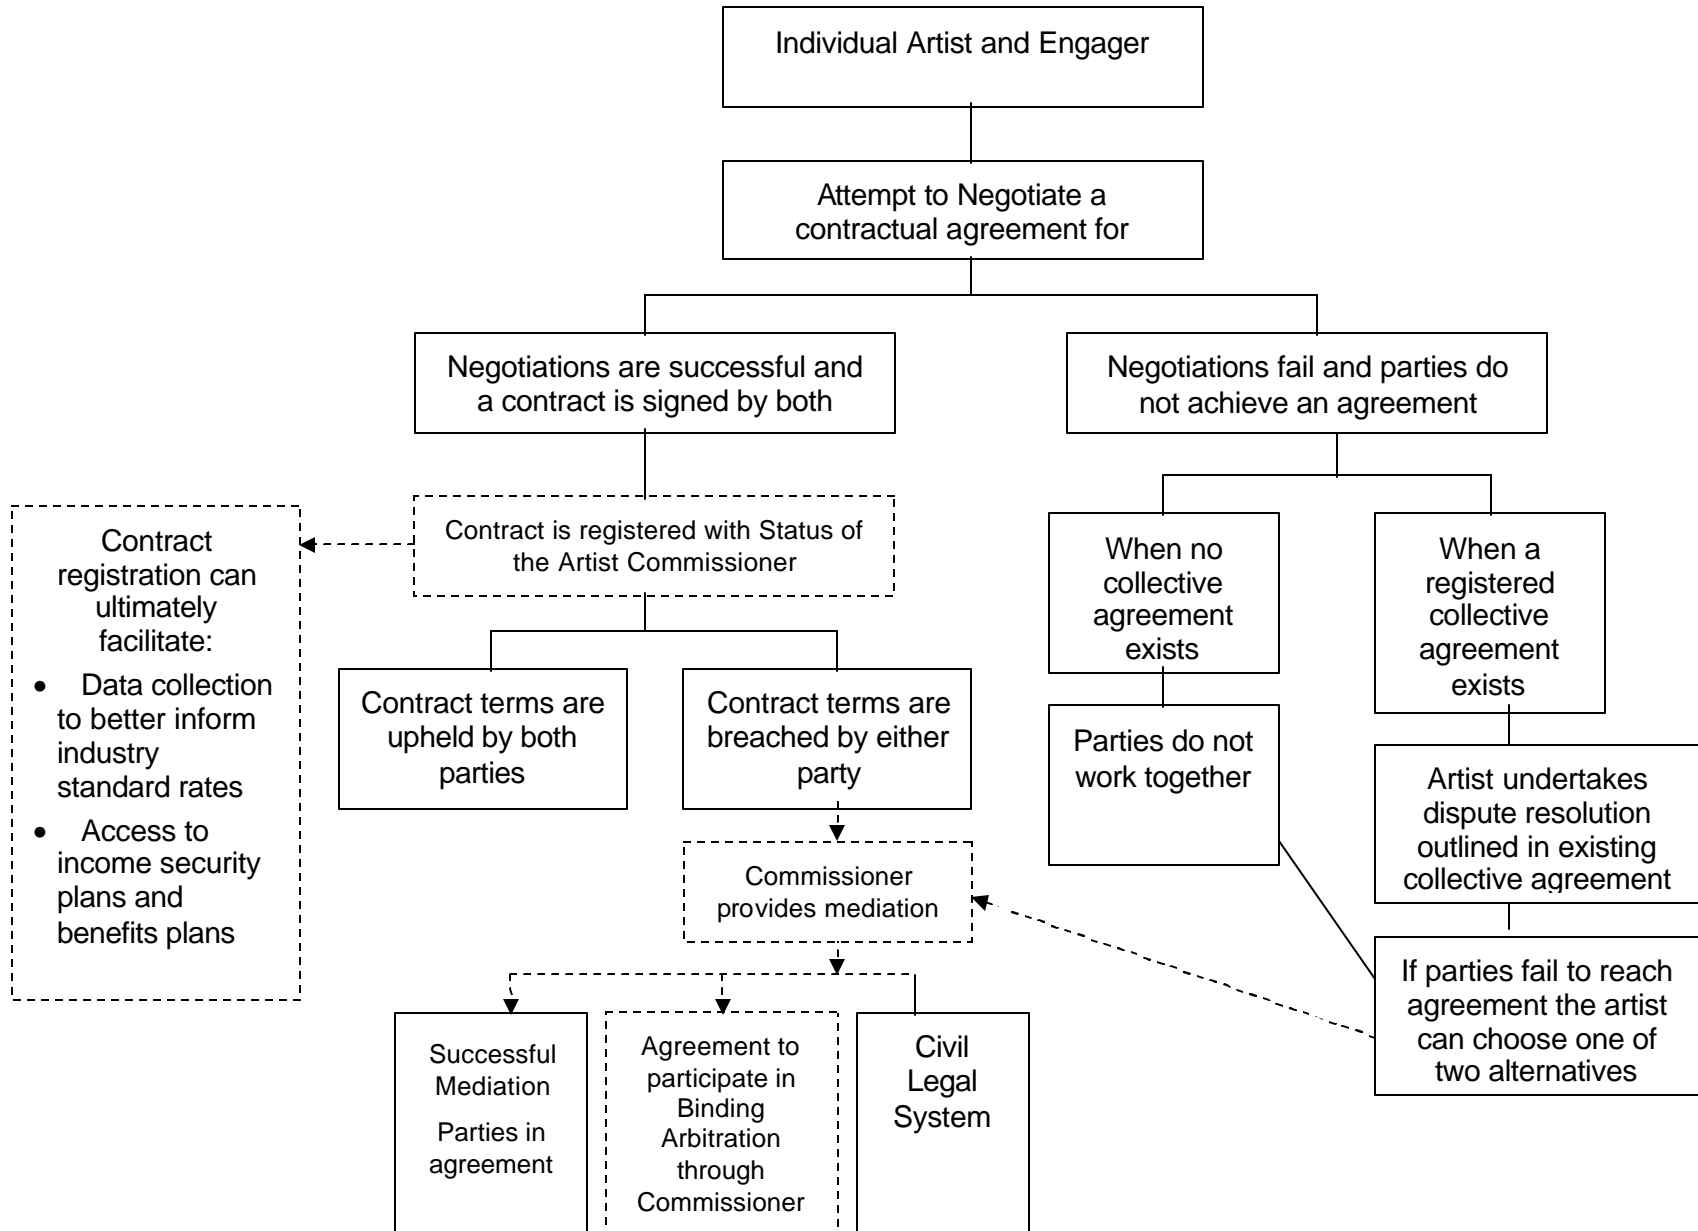 Individual Artist and Engager
Attempt to Negotiate a
contractual agreement for
Negotiations are successful and
a contract is signed by both
Negotiations fail and parties do
not achieve an agreement
Contract
registration can
ultimately
facilitate:
• Data collection
to better inform
industry
standard rates
• Access to
income security
plans and
benefits plans
Contract is registered with Status of
the Artist Commissioner
When no
collective
agreement
exists
When a
registered
collective
agreement
exists
Contract terms are
upheld by both
parties
Contract terms are
breached by either
party
Parties do not
work together
Artist undertakes
dispute resolution
outlined in existing
collective agreement
Commissioner
provides mediation
If parties fail to reach
agreement the artist
can choose one of
two alternatives
Successful
Mediation
Parties in
agreement
Agreement to
participate in
Binding
Arbitration
through
Commissioner
Civil
Legal
System